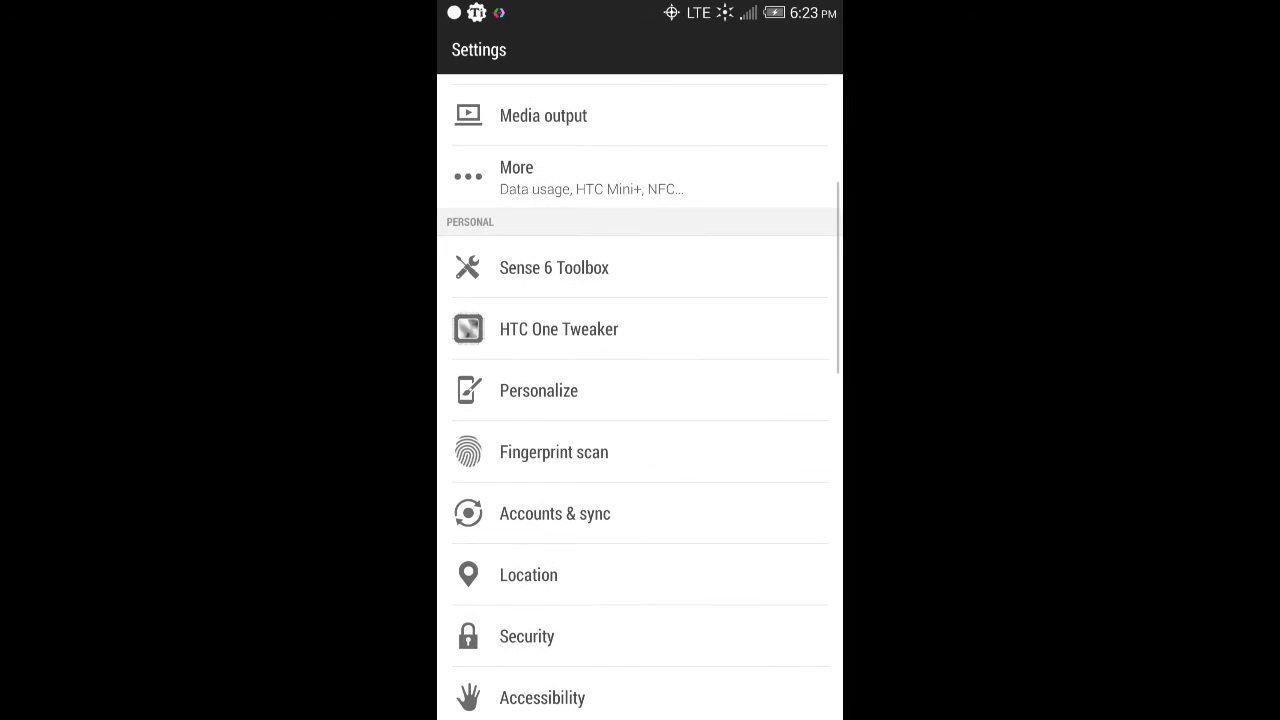 Ti LTE 6:23 PM
Settings
Media output
More
Data usage, HTC Mini+, NFC...
PERSONAL
Sense 6 Toolbox
HTC One Tweaker
Personalize
Fingerprint scan
Accounts & sync
Location
Security
Accessibility